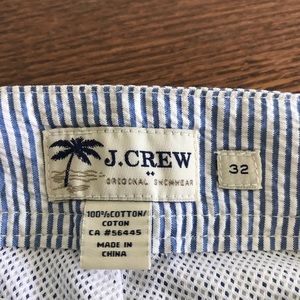 J.CREW
ORIGINAL SWIMWEAR
32
100%COTTON/
COTON
CA #56445
MADE IN
CHINA